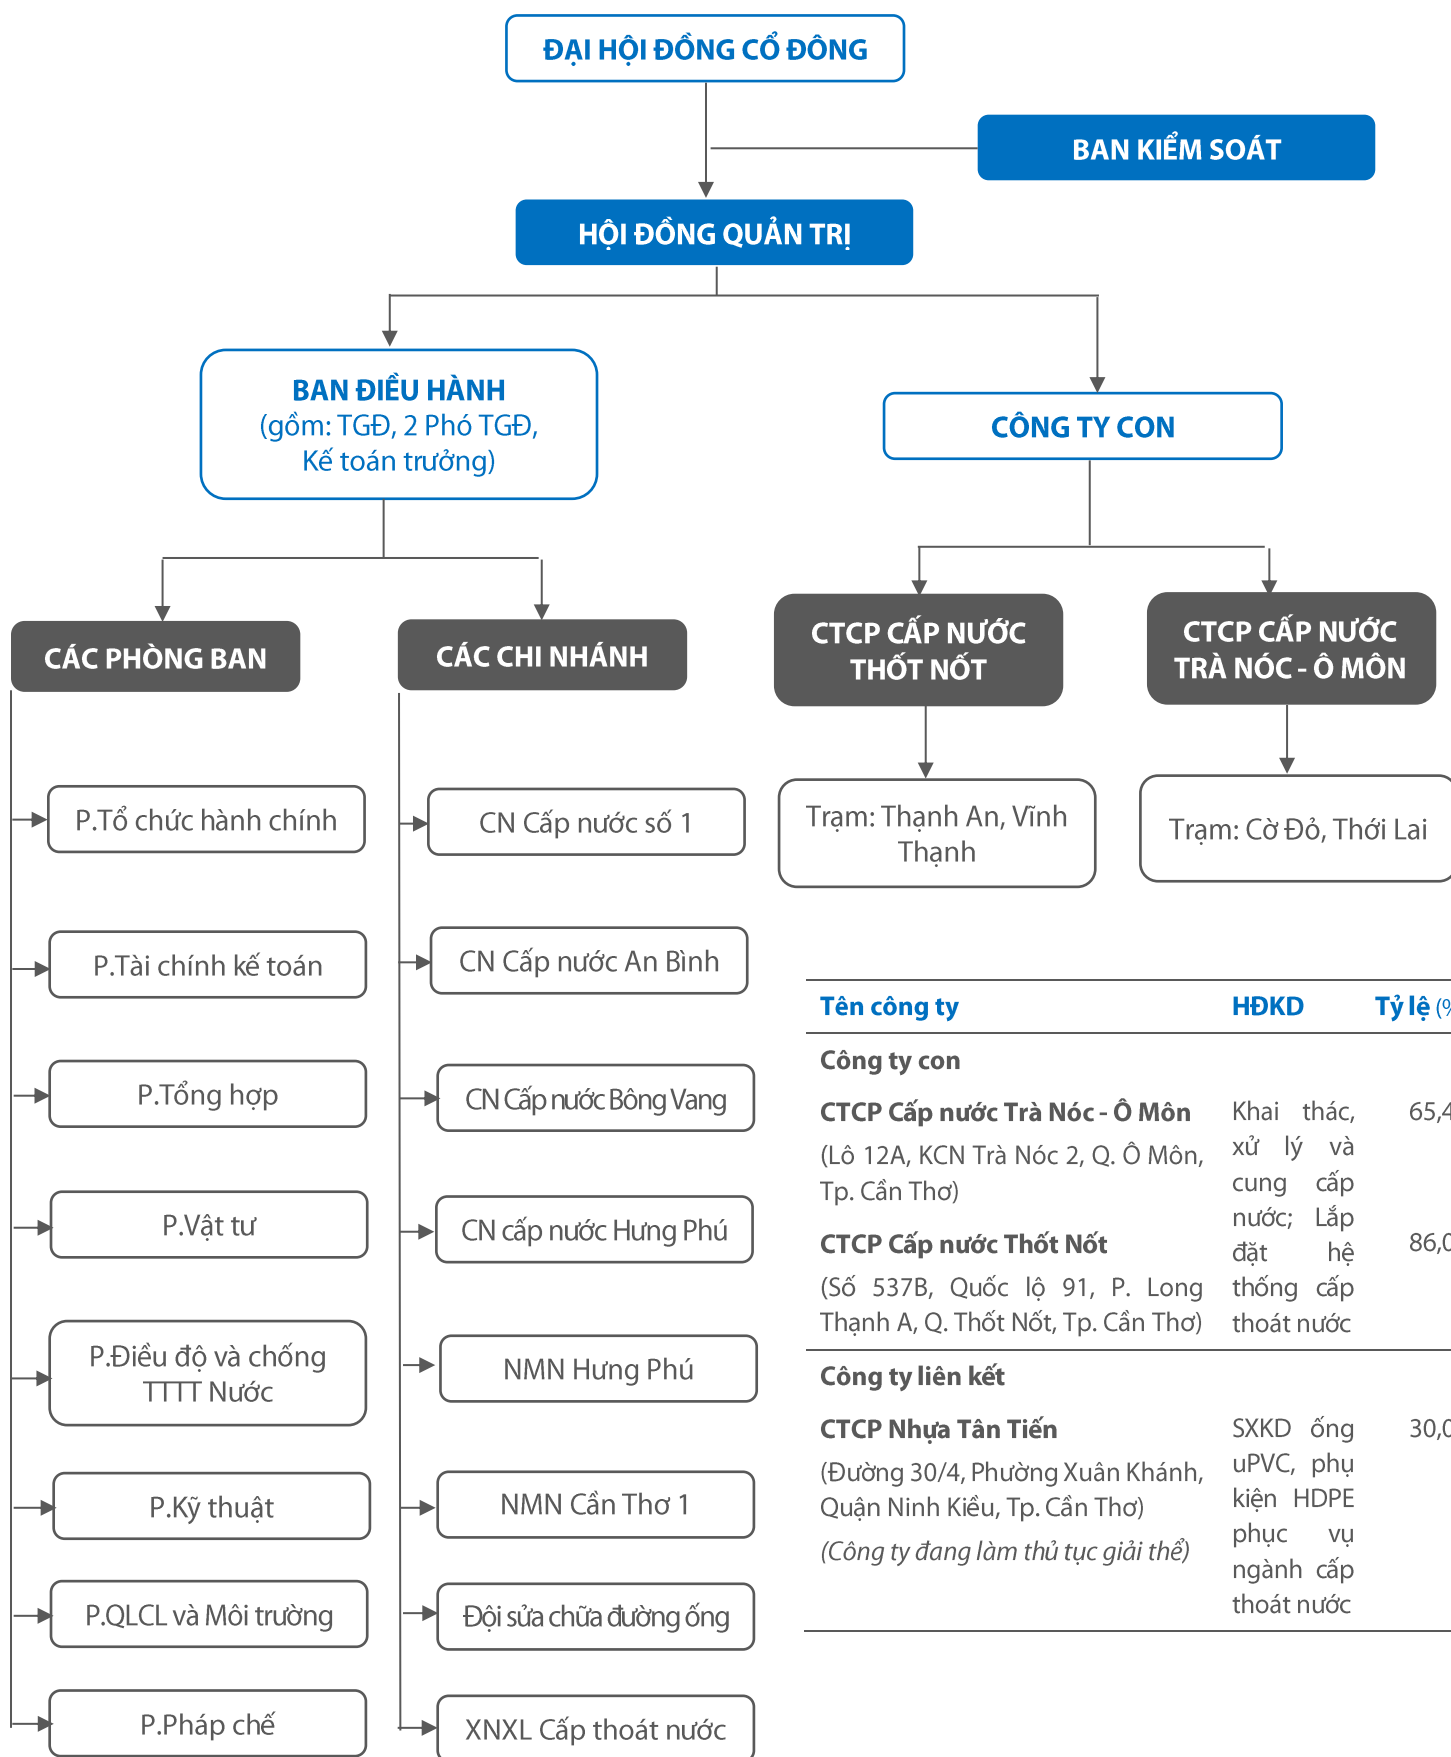 ĐẠI HỘI ĐỒNG CỔ ĐÔNG
BAN KIỂM SOÁT
HỘI ĐỒNG QUẢN TRỊ
BAN ĐIỀU HÀNH
(gồm: TGĐ, 2 Phó TGĐ,
Kế toán trưởng)
CÔNG TY CON
CÁC PHÒNG BAN
CÁC CHI NHÁNH
CTCP CẤP NƯỚC
THỐT NỐT
CTCP CẤP NƯỚC
TRÀ NÓC - Ô MÔN
P.Tổ chức hành chính
P.Tài chính kế toán
P.Tổng hợp
P.Vật tư
P.Điều độ và chống
TTTT Nước
P.Kỹ thuật
P.QLCL và Môi trường
P.Pháp chế
CN Cấp nước số 1
CN Cấp nước An Bình
CN Cấp nước Bông Vang
CN cấp nước Hưng Phú
NMN Hưng Phú
NMN Cần Thơ 1
Đội sửa chữa đường ống
XNXL Cấp thoát nước
Trạm: Thạnh An, Vĩnh
Thạnh
Trạm: Cờ Đỏ, Thới Lai
Tên công ty HĐKD Tỷ lệ (%
Công ty con
CTCP Cấp nước Trà Nóc - Ô Môn
(Lô 12A, KCN Trà Nóc 2, Q. Ô Môn,
Tp. Cần Thơ)
CTCP Cấp nước Thốt Nốt
(Số 537B, Quốc lộ 91, P. Long
Thạnh A, Q. Thốt Nốt, Tp. Cần Thơ)
Khai thác,
xử lý và
cung cấp
nước; Lắp
đặt hệ
thống cấp
thoát nước
65,4
86,0
Công ty liên kết
CTCP Nhựa Tân Tiến
(Đường 30/4, Phường Xuân Khánh,
Quận Ninh Kiều, Tp. Cần Thơ)
(Công ty đang làm thủ tục giải thể)
SXKD ống
uPVC, phụ
kiện HDPE
phục vụ
ngành cấp
thoát nước
30,0